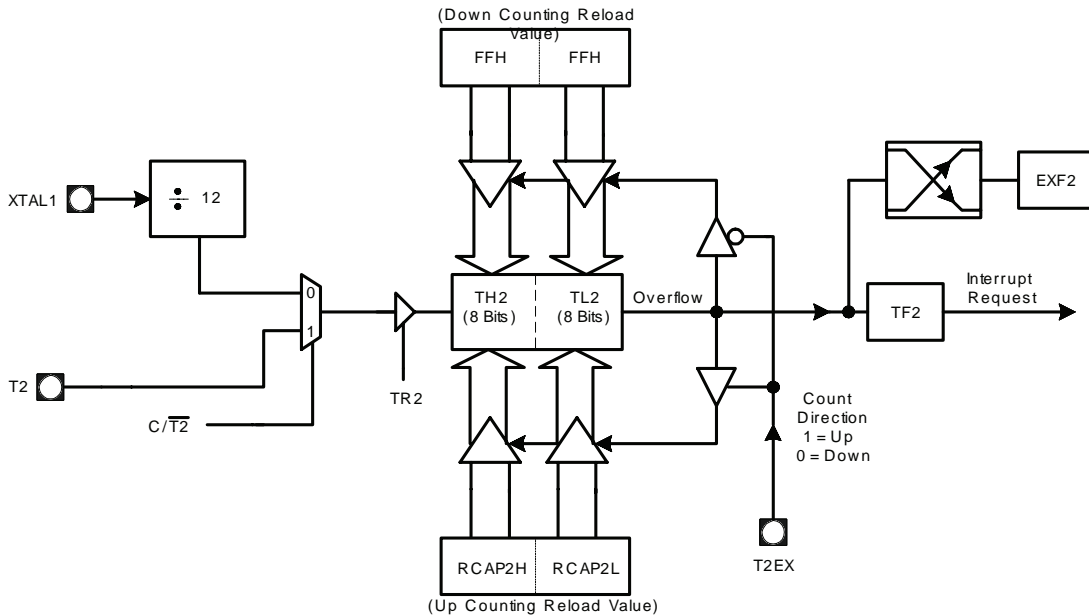 (Down Counting Reload
Value)
FFH FFH
÷ 12
XTAL1
EXF2
0
TH2
(8 Bits)
TL2
(8 Bits)
Overflow
Interrupt
Request
1
TF2
T2
TR2
C/T̅2̅
Count
Direction
1 = Up
0 = Down
T2EX
RCAP2H RCAP2L
(Up Counting Reload Value)